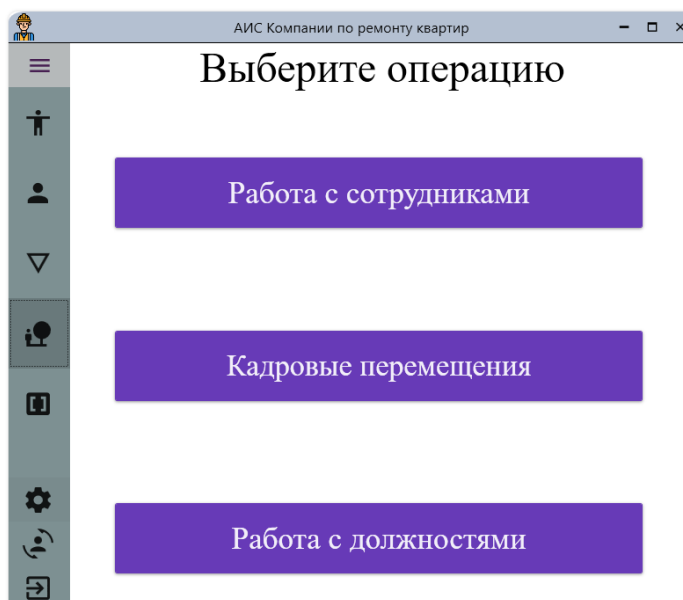 АИС Компании по ремонту квартир
Выберите операцию
Работа с сотрудниками
Кадровые перемещения
Работа с должностями